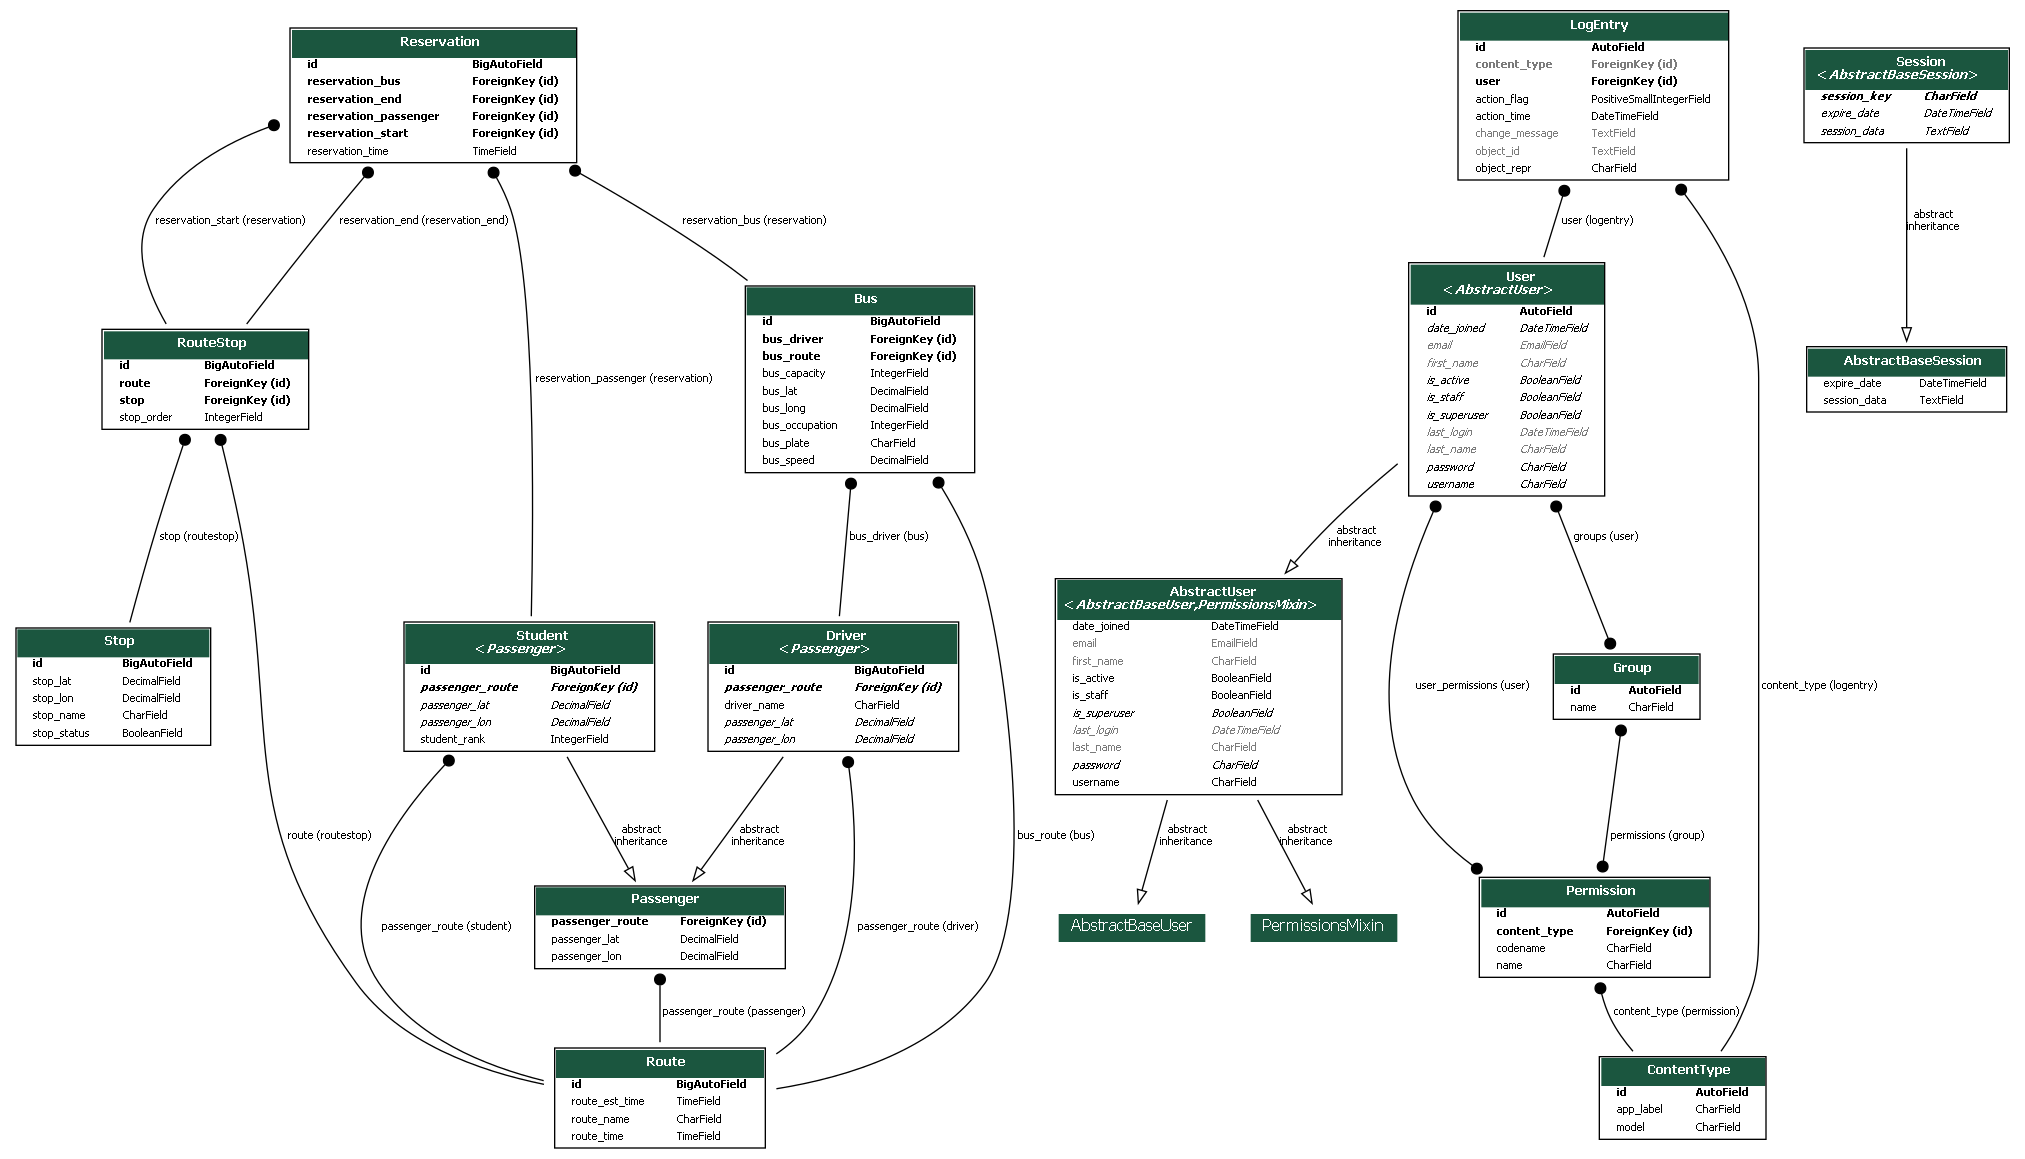 Reservation
id BigAutoField
reservation_bus ForeignKey (id)
reservation_end ForeignKey (id)
reservation_passenger ForeignKey (id)
reservation_start ForeignKey (id)
reservation_time TimeField
LogEntry
id AutoField
content_type ForeignKey (id)
user ForeignKey (id)
action_flag PositiveSmallIntegerField
action_time DateTimeField
change_message TextField
object_id TextField
object_repr CharField
Session
<AbstractBaseSession>
session_key CharField
expire_date DateTimeField
session_data TextField
reservation_start (reservation)
reservation_end (reservation_end)
reservation_bus (reservation)
user (logentry)
abstract
inheritance
Bus
id BigAutoField
bus_driver ForeignKey (id)
bus_route ForeignKey (id)
bus_capacity IntegerField
bus_lat DecimalField
bus_long DecimalField
bus_occupation IntegerField
bus_plate CharField
bus_speed DecimalField
User
<AbstractUser>
id AutoField
date_joined DateTimeField
email EmailField
first_name CharField
is_active BooleanField
is_staff BooleanField
is_superuser BooleanField
last_login DateTimeField
last_name CharField
password CharField
username CharField
RouteStop
id BigAutoField
route ForeignKey (id)
stop ForeignKey (id)
stop_order IntegerField
reservation_passenger (reservation)
AbstractBaseSession
expire_date DateTimeField
session_data TextField
stop (routestop)
bus_driver (bus)
abstract
inheritance
groups (user)
Stop
id BigAutoField
stop_lat DecimalField
stop_lon DecimalField
stop_name CharField
stop_status BooleanField
Student
<Passenger>
id BigAutoField
passenger_route ForeignKey (id)
passenger_lat DecimalField
passenger_lon DecimalField
student_rank IntegerField
Driver
<Passenger>
id BigAutoField
passenger_route ForeignKey (id)
driver_name CharField
passenger_lat DecimalField
passenger_lon DecimalField
AbstractUser
<AbstractBaseUser,PermissionsMixin>
date_joined DateTimeField
email EmailField
first_name CharField
is_active BooleanField
is_staff BooleanField
is_superuser BooleanField
last_login DateTimeField
last_name CharField
password CharField
username CharField
user_permissions (user)
Group
id AutoField
name CharField
content_type (logentry)
route (routestop)
abstract
inheritance
abstract
inheritance
bus_route (bus)
abstract
inheritance
abstract
inheritance
permissions (group)
passenger_route (student)
Passenger
passenger_route ForeignKey (id)
passenger_lat DecimalField
passenger_lon DecimalField
passenger_route (driver)
AbstractBaseUser
PermissionsMixin
Permission
id AutoField
content_type ForeignKey (id)
codename CharField
name CharField
passenger_route (passenger)
content_type (permission)
Route
id BigAutoField
route_est_time TimeField
route_name CharField
route_time TimeField
ContentType
id AutoField
app_label CharField
model CharField